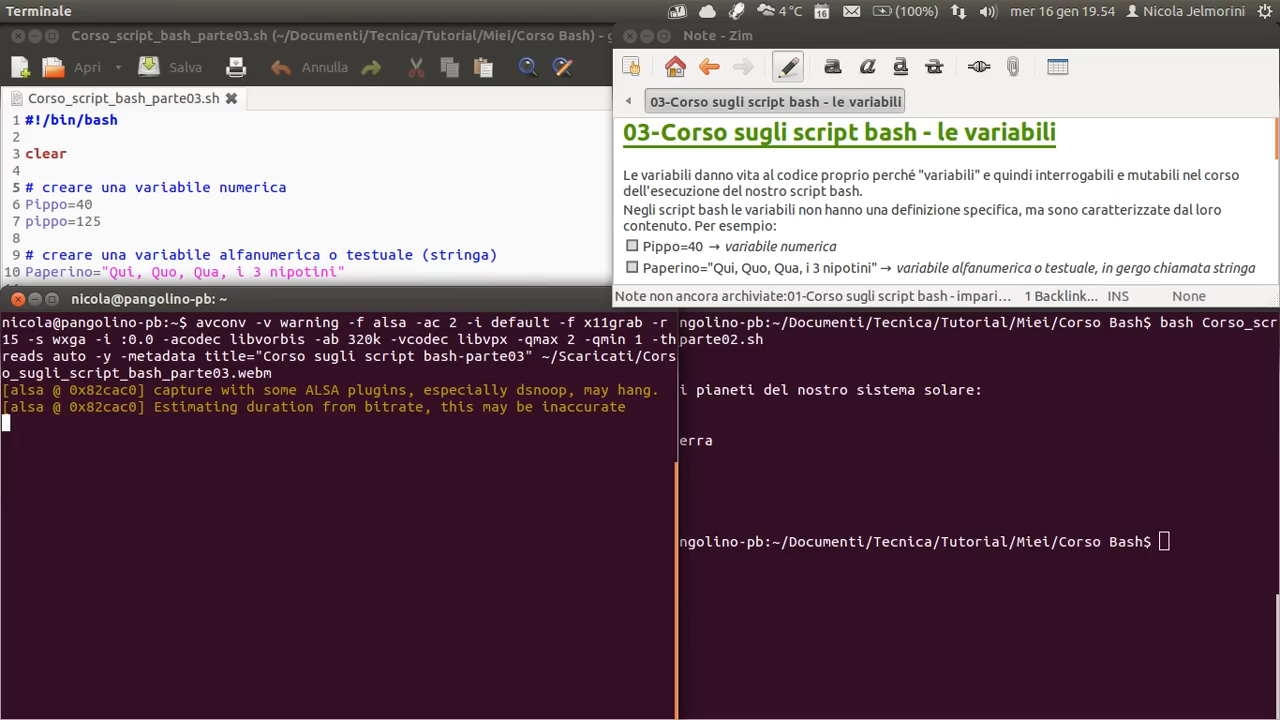 Terminale
4 °C
16
(100%)
mer 16 gen 19.54
Nicola Jelmorini
Corso_script_bash_parte03.sh (~/Documenti/Tecnica/Tutorial/Miei/Corso Bash) - g
Apri
Salva
Annulla
Corso_script_bash_parte03.sh
1 #!/bin/bash
2
3 clear
4
5 # creare una variabile numerica
6 Pippo=40
7 pippo=125
8
9 # creare una variabile alfanumerica o testuale (stringa)
10 Paperino="Qui, Quo, Qua, i 3 nipotini"
Note - Zim
03-Corso sugli script bash - le variabili
03-Corso sugli script bash - le variabili
Le variabili danno vita al codice proprio perché "variabili" e quindi interrogabili e mutabili nel corso
dell'esecuzione del nostro script bash.
Negli script bash le variabili non hanno una definizione specifica, ma sono caratterizzate dal loro
contenuto. Per esempio:
Pippo=40 → variabile numerica
Paperino="Qui, Quo, Qua, i 3 nipotini" → variabile alfanumerica o testuale, in gergo chiamata stringa
Note non ancora archiviate:01-Corso sugli script bash - impari... 1 Backlink... INS None
nicola@pangolino-pb: ~
nicola@pangolino-pb:~$ avconv -v warning -f alsa -ac 2 -i default -f x11grab -r
15 -s wxga -i :0.0 -acodec libvorbis -ab 320k -vcodec libvpx -qmax 2 -qmin 1 -th
reads auto -y -metadata title="Corso sugli script bash-parte03" ~/Scaricati/Cors
o_sugli_script_bash_parte03.webm
[alsa @ 0x82cac0] capture with some ALSA plugins, especially dsnoop, may hang.
[alsa @ 0x82cac0] Estimating duration from bitrate, this may be inaccurate
ngolino-pb:~/Documenti/Tecnica/Tutorial/Miei/Corso Bash$ bash Corso_scr
parte02.sh
i pianeti del nostro sistema solare:
erra
ngolino-pb:~/Documenti/Tecnica/Tutorial/Miei/Corso Bash$